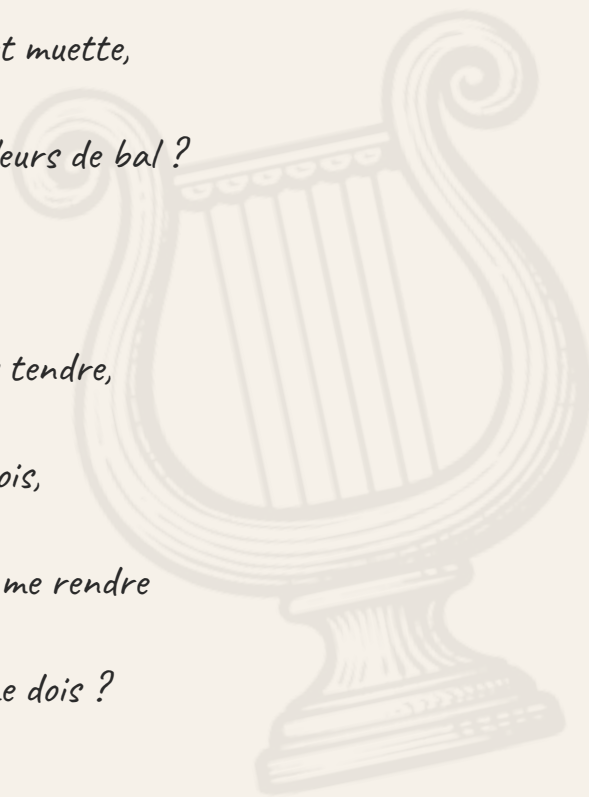 t muette,
leurs de bal ?
tendre,
ois,
me rendre
e dois ?